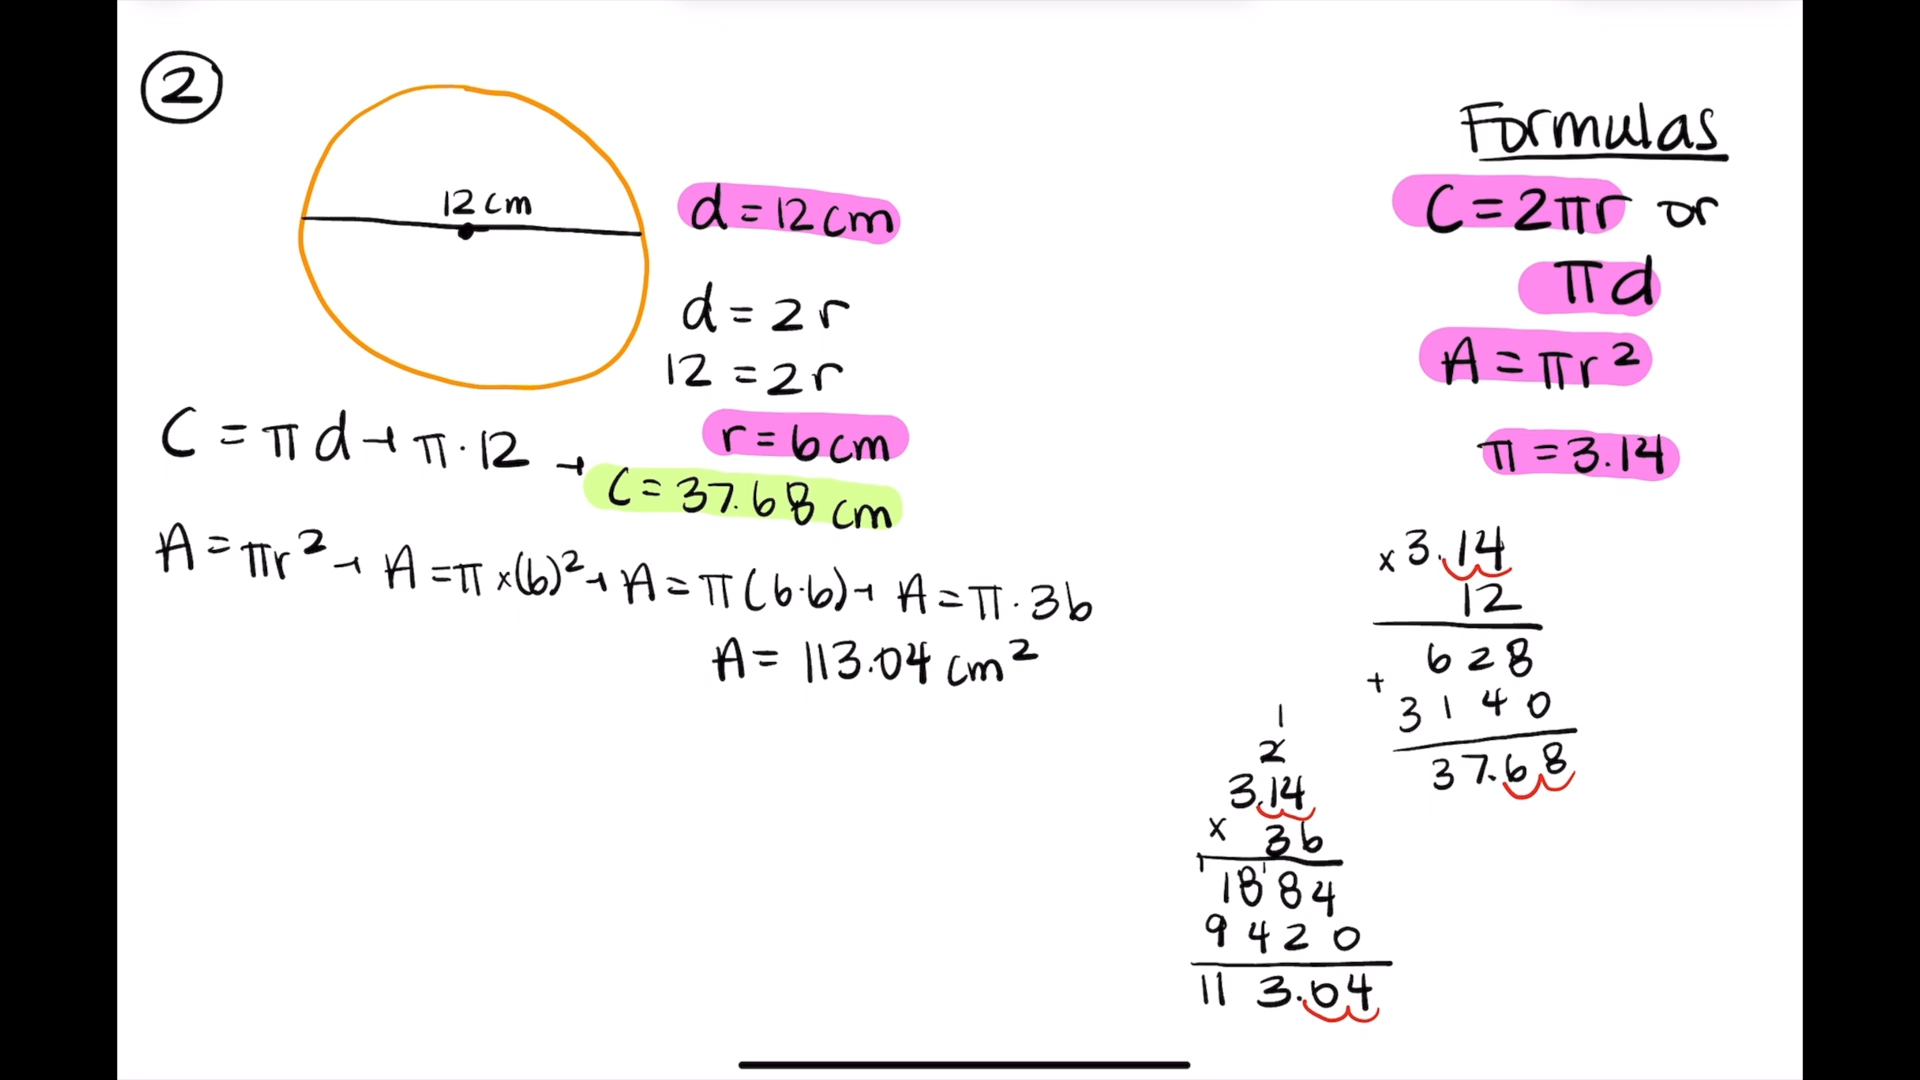 2
12 cm
d = 12 cm
d = 2r
12 = 2r
r = 6 cm
C = πd → π · 12 → C = 37.68 cm
A = πr² → A = π × (6)² → A = π(6·6) → A = π · 36
A = 113.04 cm²
Formulas
C = 2πr or
πd
A = πr²
π = 3.14
× 3.14
12
628
+
3140
37.68
1
2
3.14
× 36
1 1
1884
9420
113.04